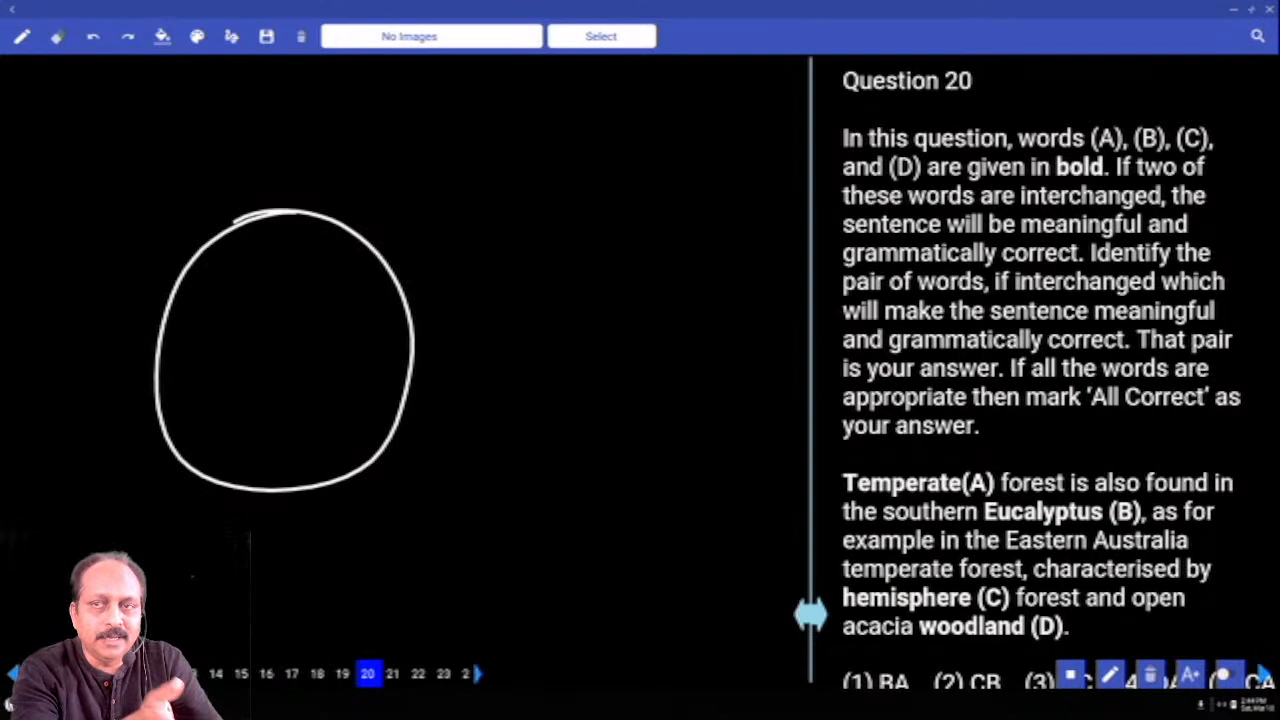 No Images
Select
Question 20
In this question, words (A), (B), (C),
and (D) are given in bold. If two of
these words are interchanged, the
sentence will be meaningful and
grammatically correct. Identify the
pair of words, if interchanged which
will make the sentence meaningful
and grammatically correct. That pair
is your answer. If all the words are
appropriate then mark ‘All Correct’ as
your answer.
Temperate(A) forest is also found in
the southern Eucalyptus (B), as for
example in the Eastern Australia
temperate forest, characterised by
hemisphere (C) forest and open
acacia woodland (D).
(1) BA (2) CB (3) CA
14 15 16 17 18 19 20 21 22 23 2
A+